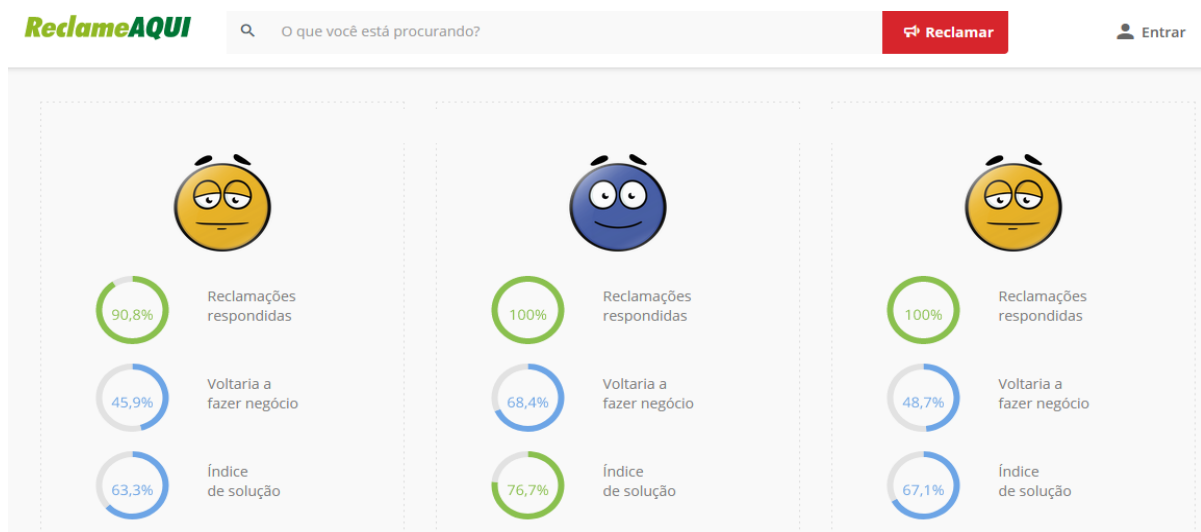 ReclameAQUI
O que você está procurando?
Reclamar
Entrar
90,8%
Reclamações
respondidas
45,9%
Voltaria a
fazer negócio
63,3%
Índice
de solução
100%
Reclamações
respondidas
68,4%
Voltaria a
fazer negócio
76,7%
Índice
de solução
100%
Reclamações
respondidas
48,7%
Voltaria a
fazer negócio
67,1%
Índice
de solução